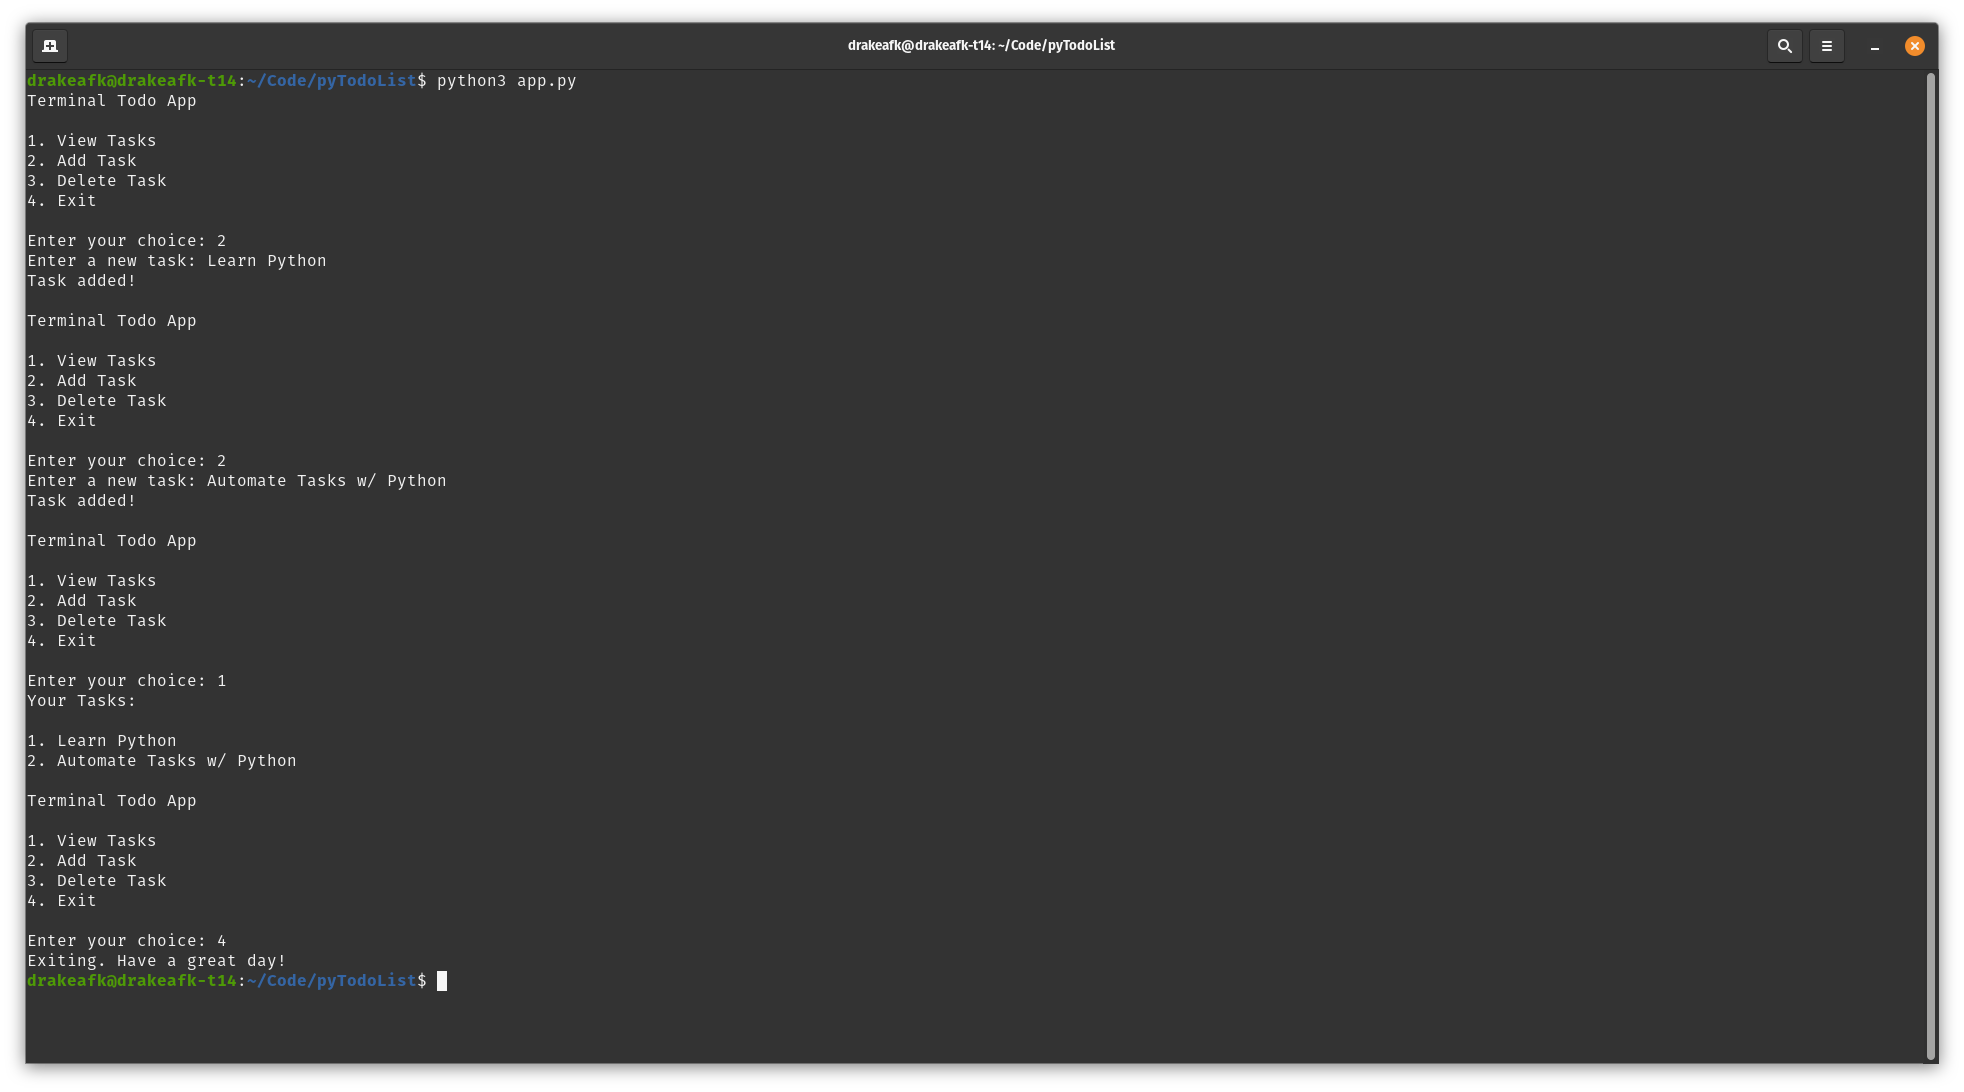 drakeafk@drakeafk-t14: ~/Code/pyTodoList
drakeafk@drakeafk-t14:~/Code/pyTodoList$ python3 app.py
Terminal Todo App
1. View Tasks
2. Add Task
3. Delete Task
4. Exit
Enter your choice: 2
Enter a new task: Learn Python
Task added!
Terminal Todo App
1. View Tasks
2. Add Task
3. Delete Task
4. Exit
Enter your choice: 2
Enter a new task: Automate Tasks w/ Python
Task added!
Terminal Todo App
1. View Tasks
2. Add Task
3. Delete Task
4. Exit
Enter your choice: 1
Your Tasks:
1. Learn Python
2. Automate Tasks w/ Python
Terminal Todo App
1. View Tasks
2. Add Task
3. Delete Task
4. Exit
Enter your choice: 4
Exiting. Have a great day!
drakeafk@drakeafk-t14:~/Code/pyTodoList$